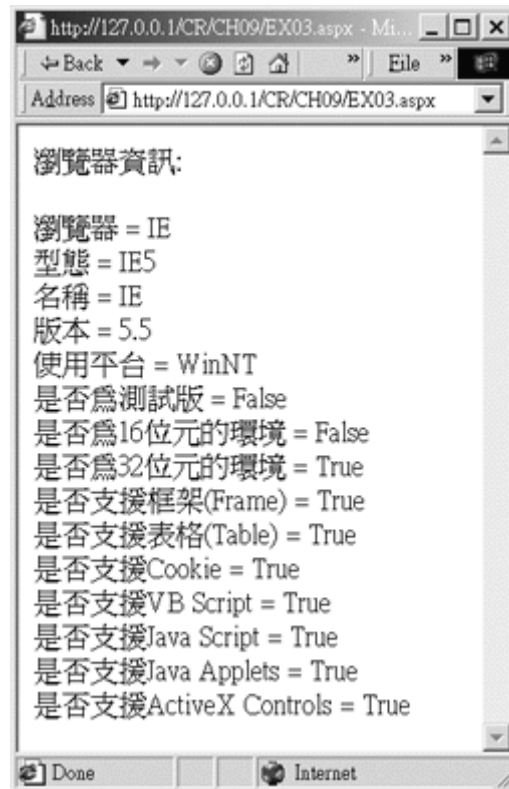 http://127.0.0.1/CR/CH09/EX03.aspx - Mi...
Back » File »
Address http://127.0.0.1/CR/CH09/EX03.aspx
瀏覽器資訊:
瀏覽器 = IE
型態 = IE5
名稱 = IE
版本 = 5.5
使用平台 = WinNT
是否為測試版 = False
是否為16位元的環境 = False
是否為32位元的環境 = True
是否支援框架(Frame) = True
是否支援表格(Table) = True
是否支援Cookie = True
是否支援VB Script = True
是否支援Java Script = True
是否支援Java Applets = True
是否支援ActiveX Controls = True
Done Internet